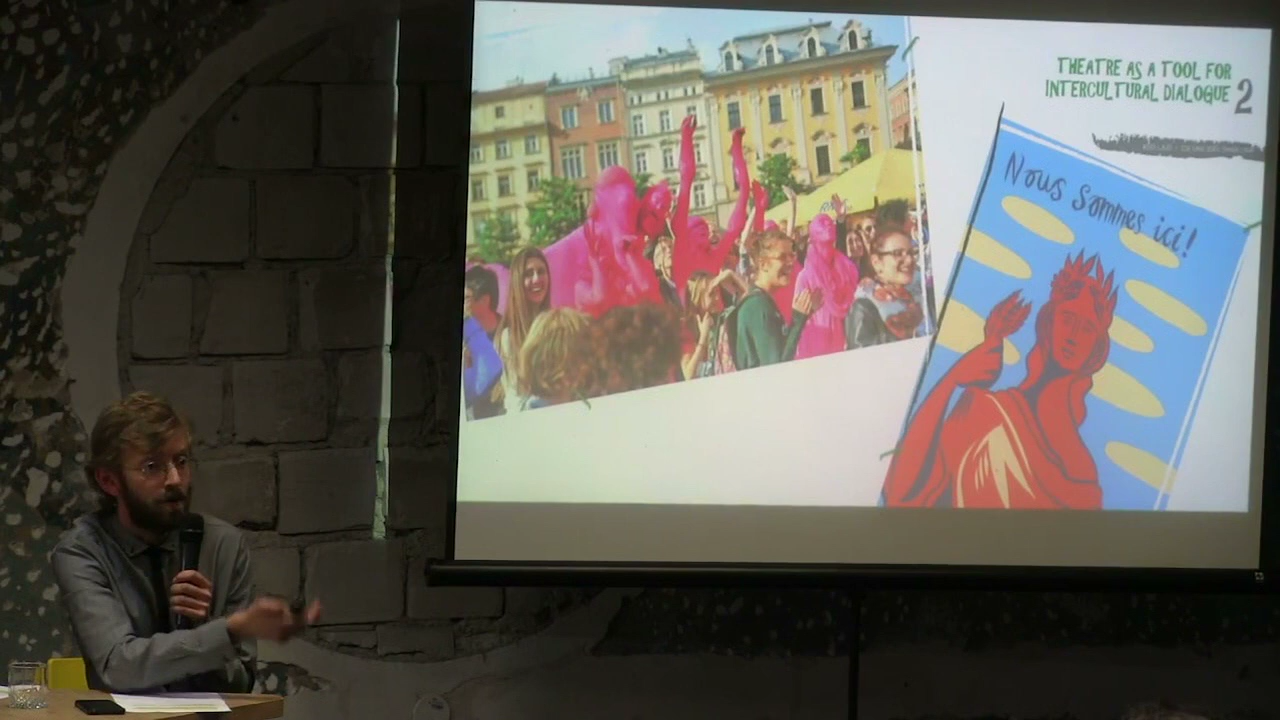 THEATRE AS A TOOL FOR
INTERCULTURAL DIALOGUE 2
Nous sommes ici!